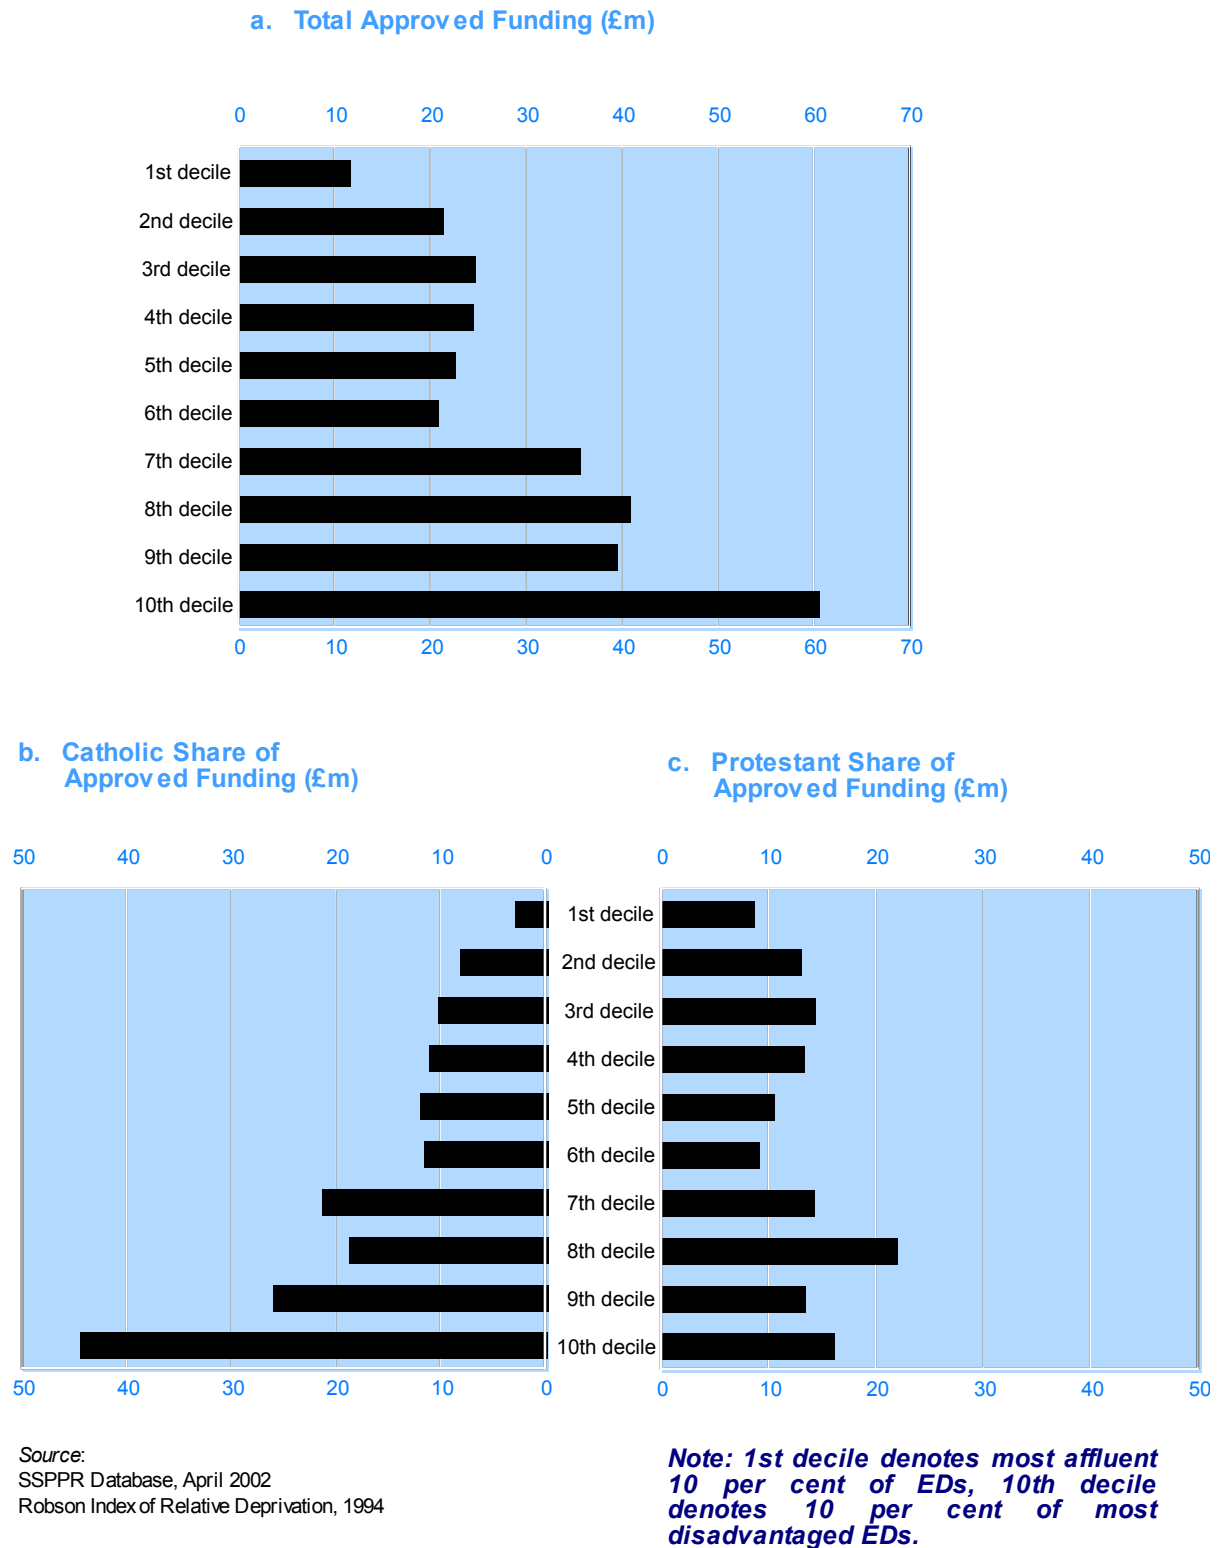 a. Total Approved Funding (£m)
0 10 20 30 40 50 60 70
1st decile
2nd decile
3rd decile
4th decile
5th decile
6th decile
7th decile
8th decile
9th decile
10th decile
0 10 20 30 40 50 60 70
b. Catholic Share of
Approved Funding (£m)
c. Protestant Share of
Approved Funding (£m)
50 40 30 20 10 0
0 10 20 30 40 50
1st decile
2nd decile
3rd decile
4th decile
5th decile
6th decile
7th decile
8th decile
9th decile
10th decile
50 40 30 20 10 0
0 10 20 30 40 50
Source:
SSPPR Database, April 2002
Robson Index of Relative Deprivation, 1994
Note: 1st decile denotes most affluent
10 per cent of EDs, 10th decile
denotes 10 per cent of most
disadvantaged EDs.